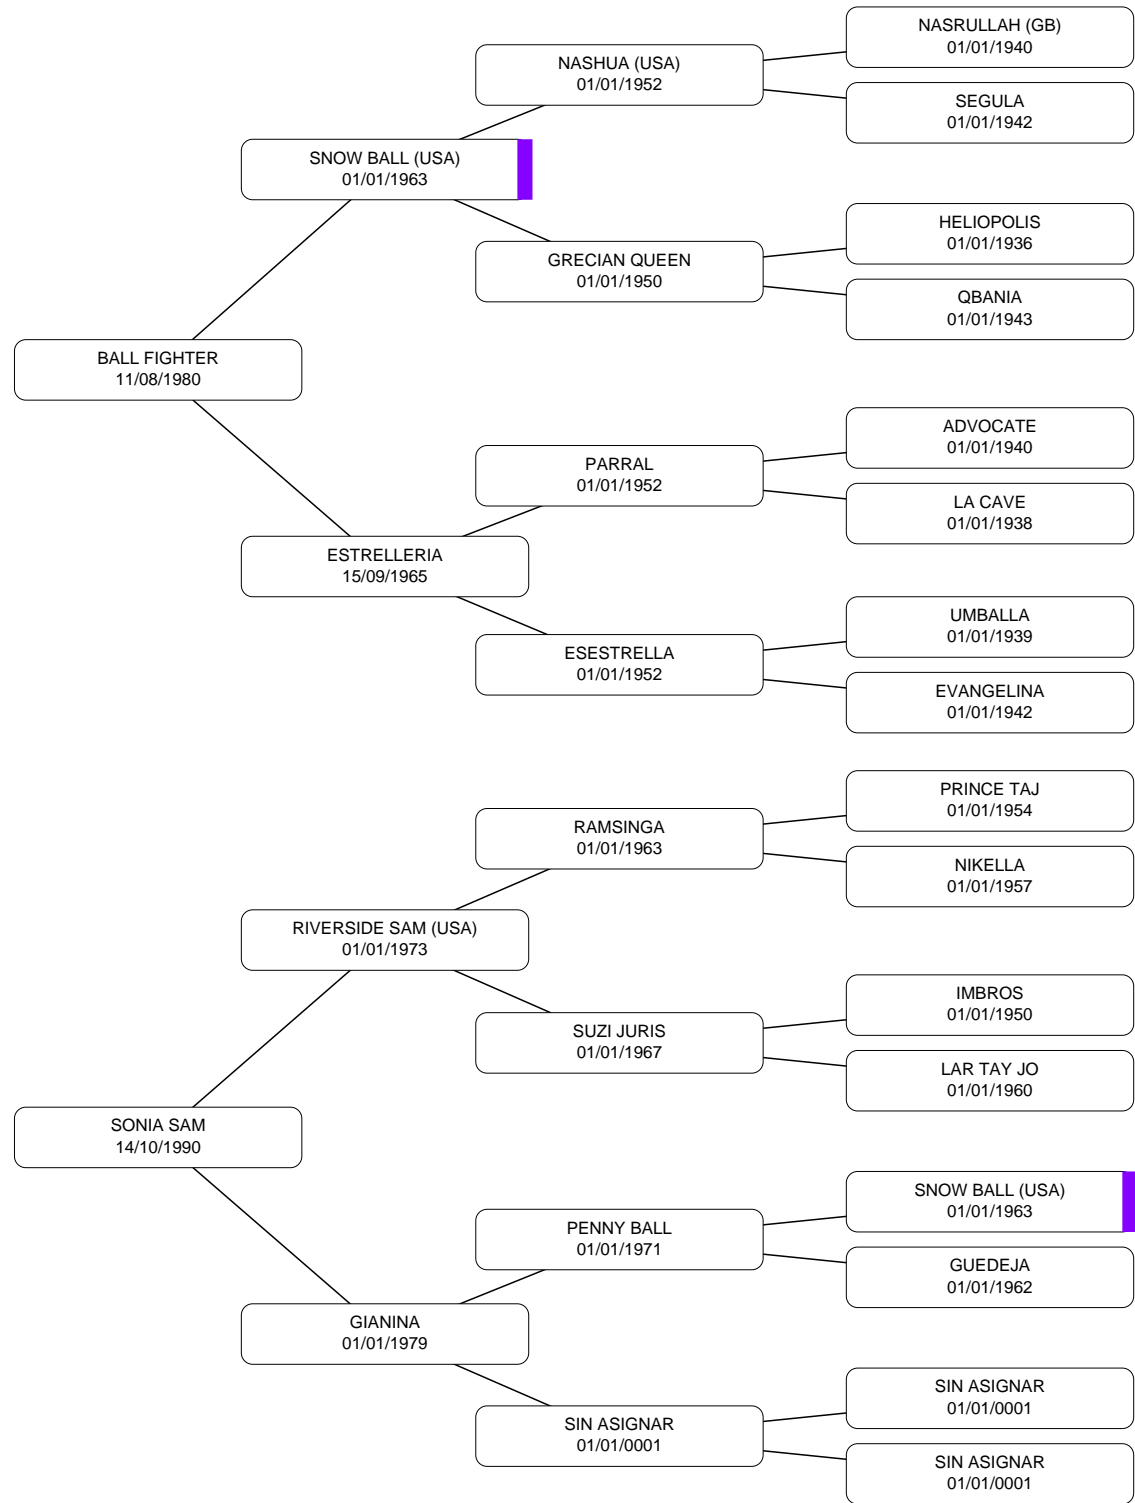 NASRULLAH (GB)
01/01/1940
NASHUA (USA)
01/01/1952
SEGULA
01/01/1942
SNOW BALL (USA)
01/01/1963
HELIOPOLIS
01/01/1936
GRECIAN QUEEN
01/01/1950
QBANIA
01/01/1943
BALL FIGHTER
11/08/1980
ADVOCATE
01/01/1940
PARRAL
01/01/1952
LA CAVE
01/01/1938
ESTRELLERIA
15/09/1965
UMBALLA
01/01/1939
ESESTRELLA
01/01/1952
EVANGELINA
01/01/1942
PRINCE TAJ
01/01/1954
RAMSINGA
01/01/1963
NIKELLA
01/01/1957
RIVERSIDE SAM (USA)
01/01/1973
IMBROS
01/01/1950
SUZI JURIS
01/01/1967
LAR TAY JO
01/01/1960
SONIA SAM
14/10/1990
SNOW BALL (USA)
01/01/1963
PENNY BALL
01/01/1971
GUEDEJA
01/01/1962
GIANINA
01/01/1979
SIN ASIGNAR
01/01/0001
SIN ASIGNAR
01/01/0001
SIN ASIGNAR
01/01/0001